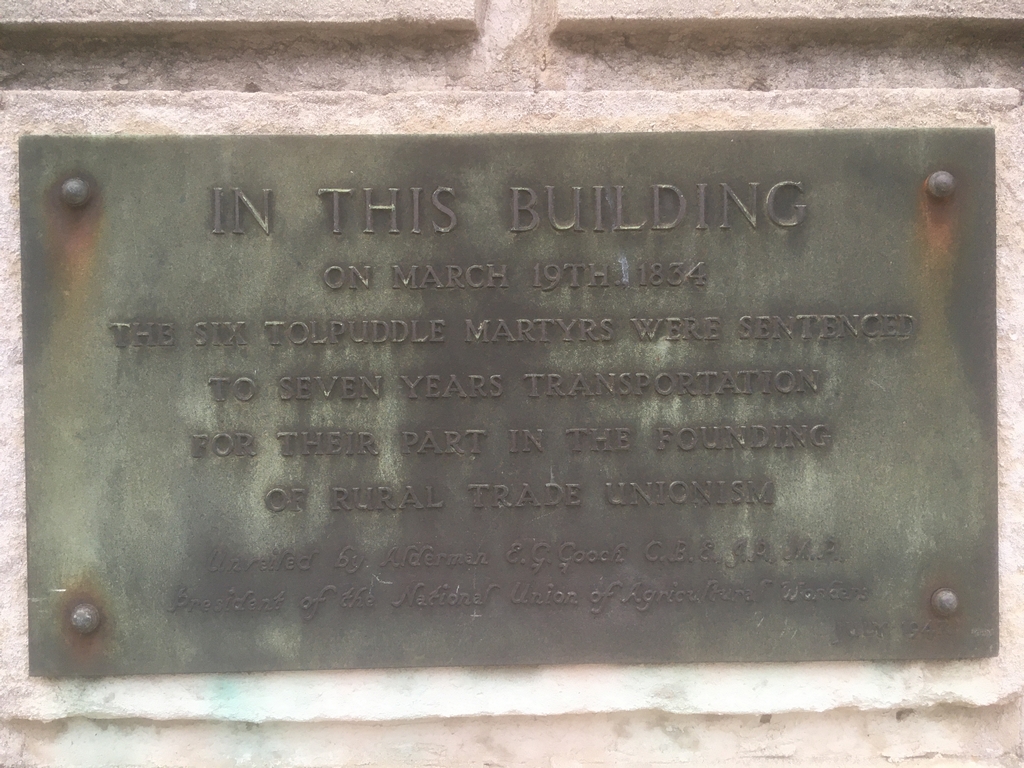 IN THIS BUILDING
ON MARCH 19TH 1834
THE SIX TOLPUDDLE MARTYRS WERE SENTENCED
TO SEVEN YEARS TRANSPORTATION
FOR THEIR PART IN THE FOUNDING
OF RURAL TRADE UNIONISM
Unveiled by Alderman E.G. Gooch C.B.E. J.P. M.P.
President of the National Union of Agricultural Workers